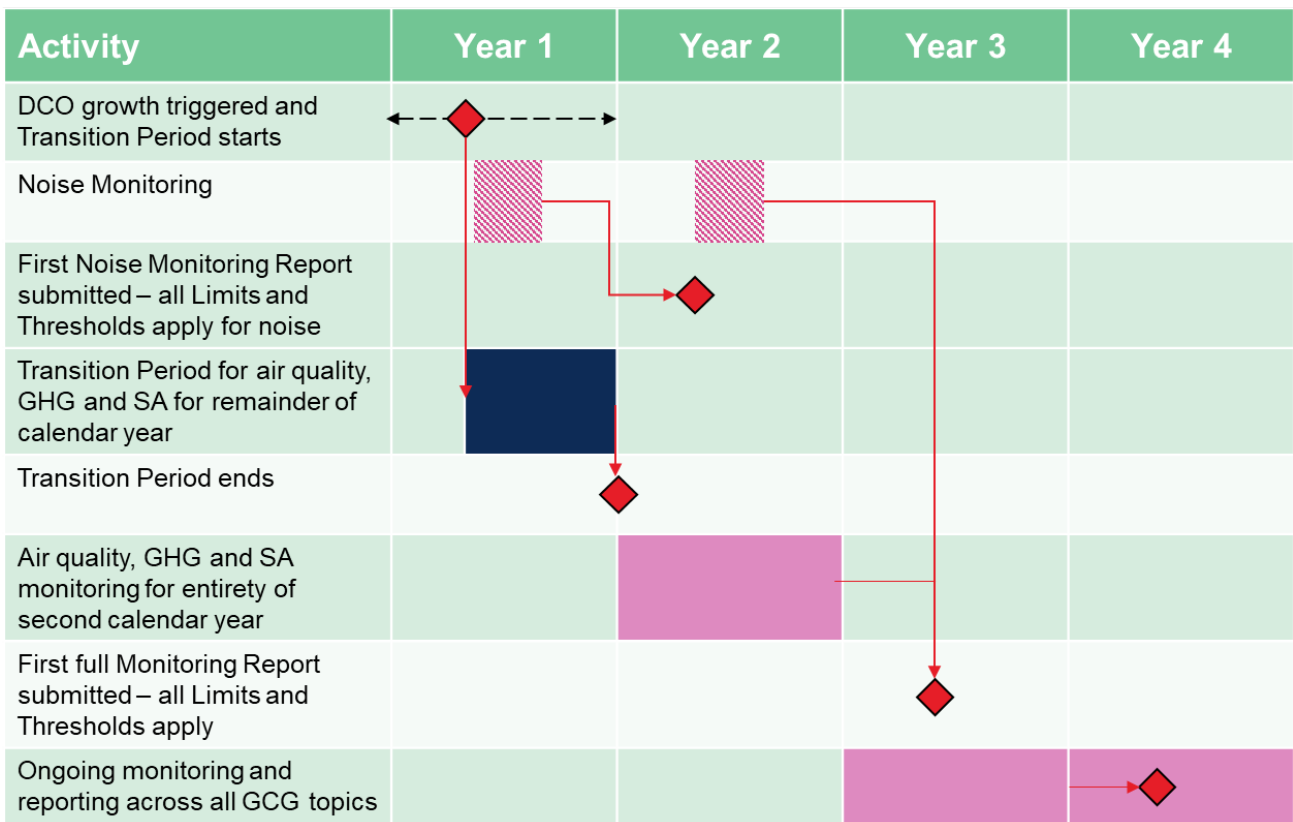 Activity Year 1 Year 2 Year 3 Year 4
DCO growth triggered and
Transition Period starts
Noise Monitoring
First Noise Monitoring Report
submitted – all Limits and
Thresholds apply for noise
Transition Period for air quality,
GHG and SA for remainder of
calendar year
Transition Period ends
Air quality, GHG and SA
monitoring for entirety of
second calendar year
First full Monitoring Report
submitted – all Limits and
Thresholds apply
Ongoing monitoring and
reporting across all GCG topics